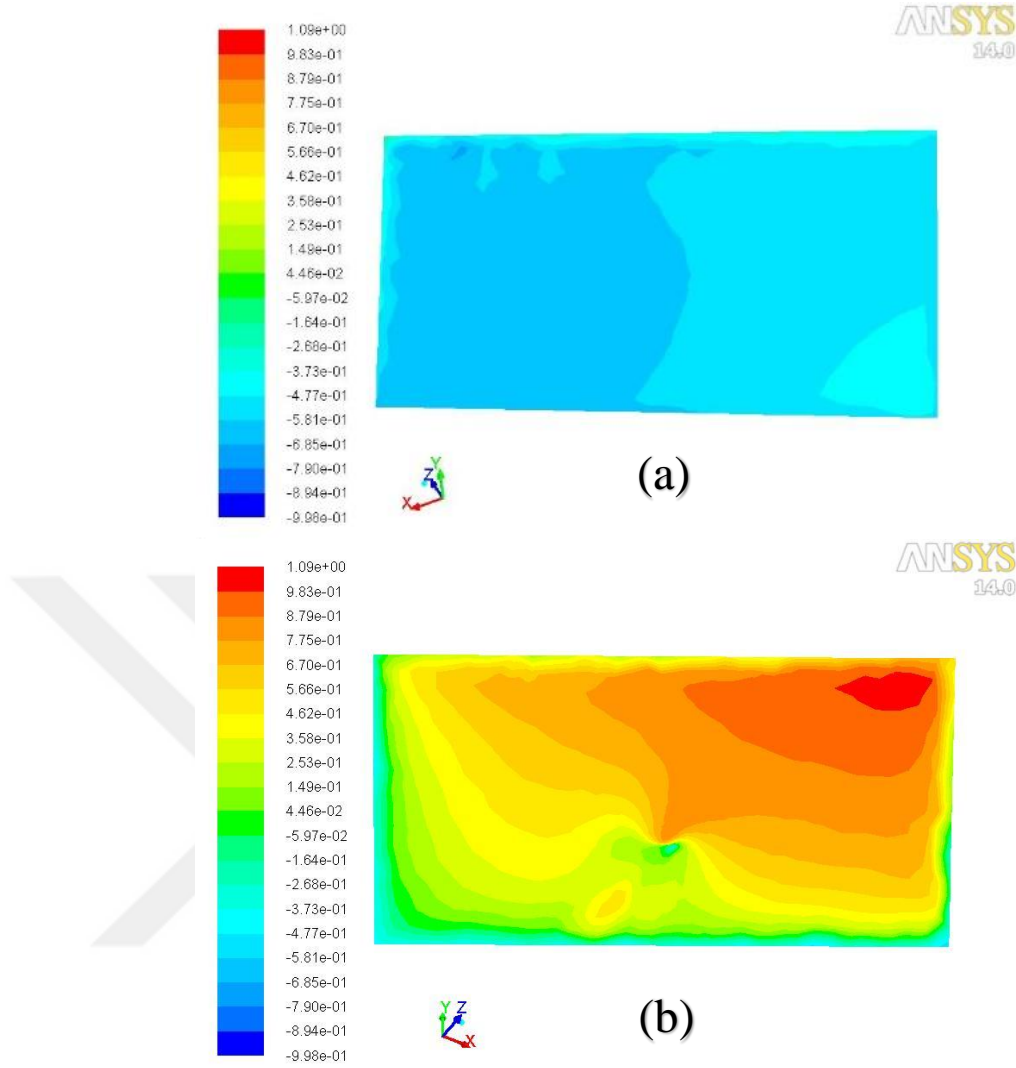 ANSYS
14.0
1.09e+00
9.83e-01
8.79e-01
7.75e-01
6.70e-01
5.66e-01
4.62e-01
3.58e-01
2.53e-01
1.49e-01
4.46e-02
-5.97e-02
-1.64e-01
-2.68e-01
-3.73e-01
-4.77e-01
-5.81e-01
-6.85e-01
-7.90e-01
-8.94e-01
-9.98e-01
Y
Z
X
(a)
ANSYS
14.0
1.09e+00
9.83e-01
8.79e-01
7.75e-01
6.70e-01
5.66e-01
4.62e-01
3.58e-01
2.53e-01
1.49e-01
4.46e-02
-5.97e-02
-1.64e-01
-2.68e-01
-3.73e-01
-4.77e-01
-5.81e-01
-6.85e-01
-7.90e-01
-8.94e-01
-9.98e-01
Y Z
X
(b)